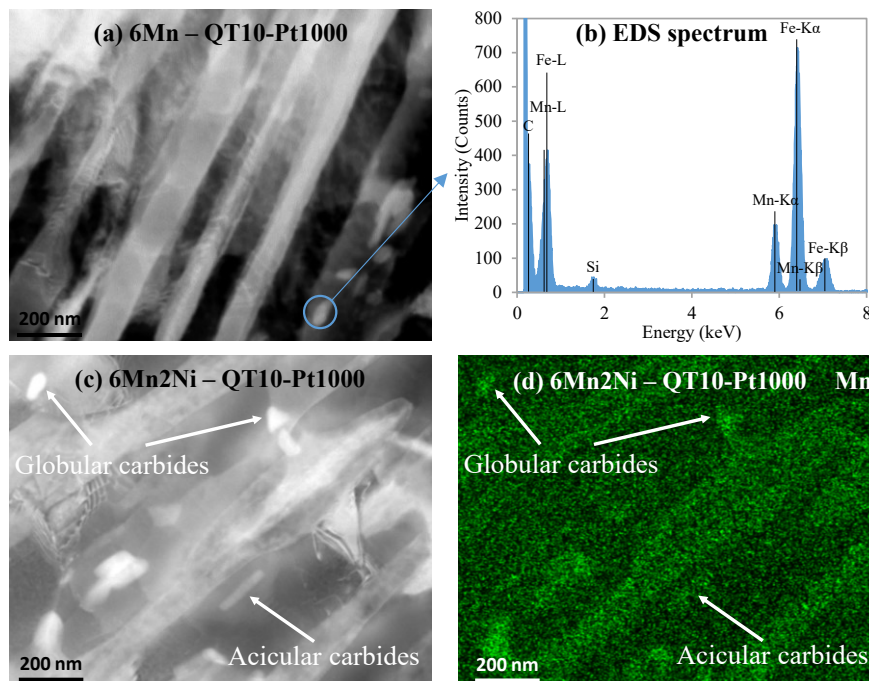 (a) 6Mn – QT10-Pt1000
200 nm
(b) EDS spectrum
800
700
600
500
400
300
200
100
0
Intensity (Counts)
C
Fe-L
Mn-L
Si
Mn-Kα
Fe-Kα
Mn-Kβ
Fe-Kβ
0 2 4 6 8
Energy (keV)
(c) 6Mn2Ni – QT10-Pt1000
Globular carbides
Acicular carbides
200 nm
(d) 6Mn2Ni – QT10-Pt1000 Mn
Globular carbides
Acicular carbides
200 nm